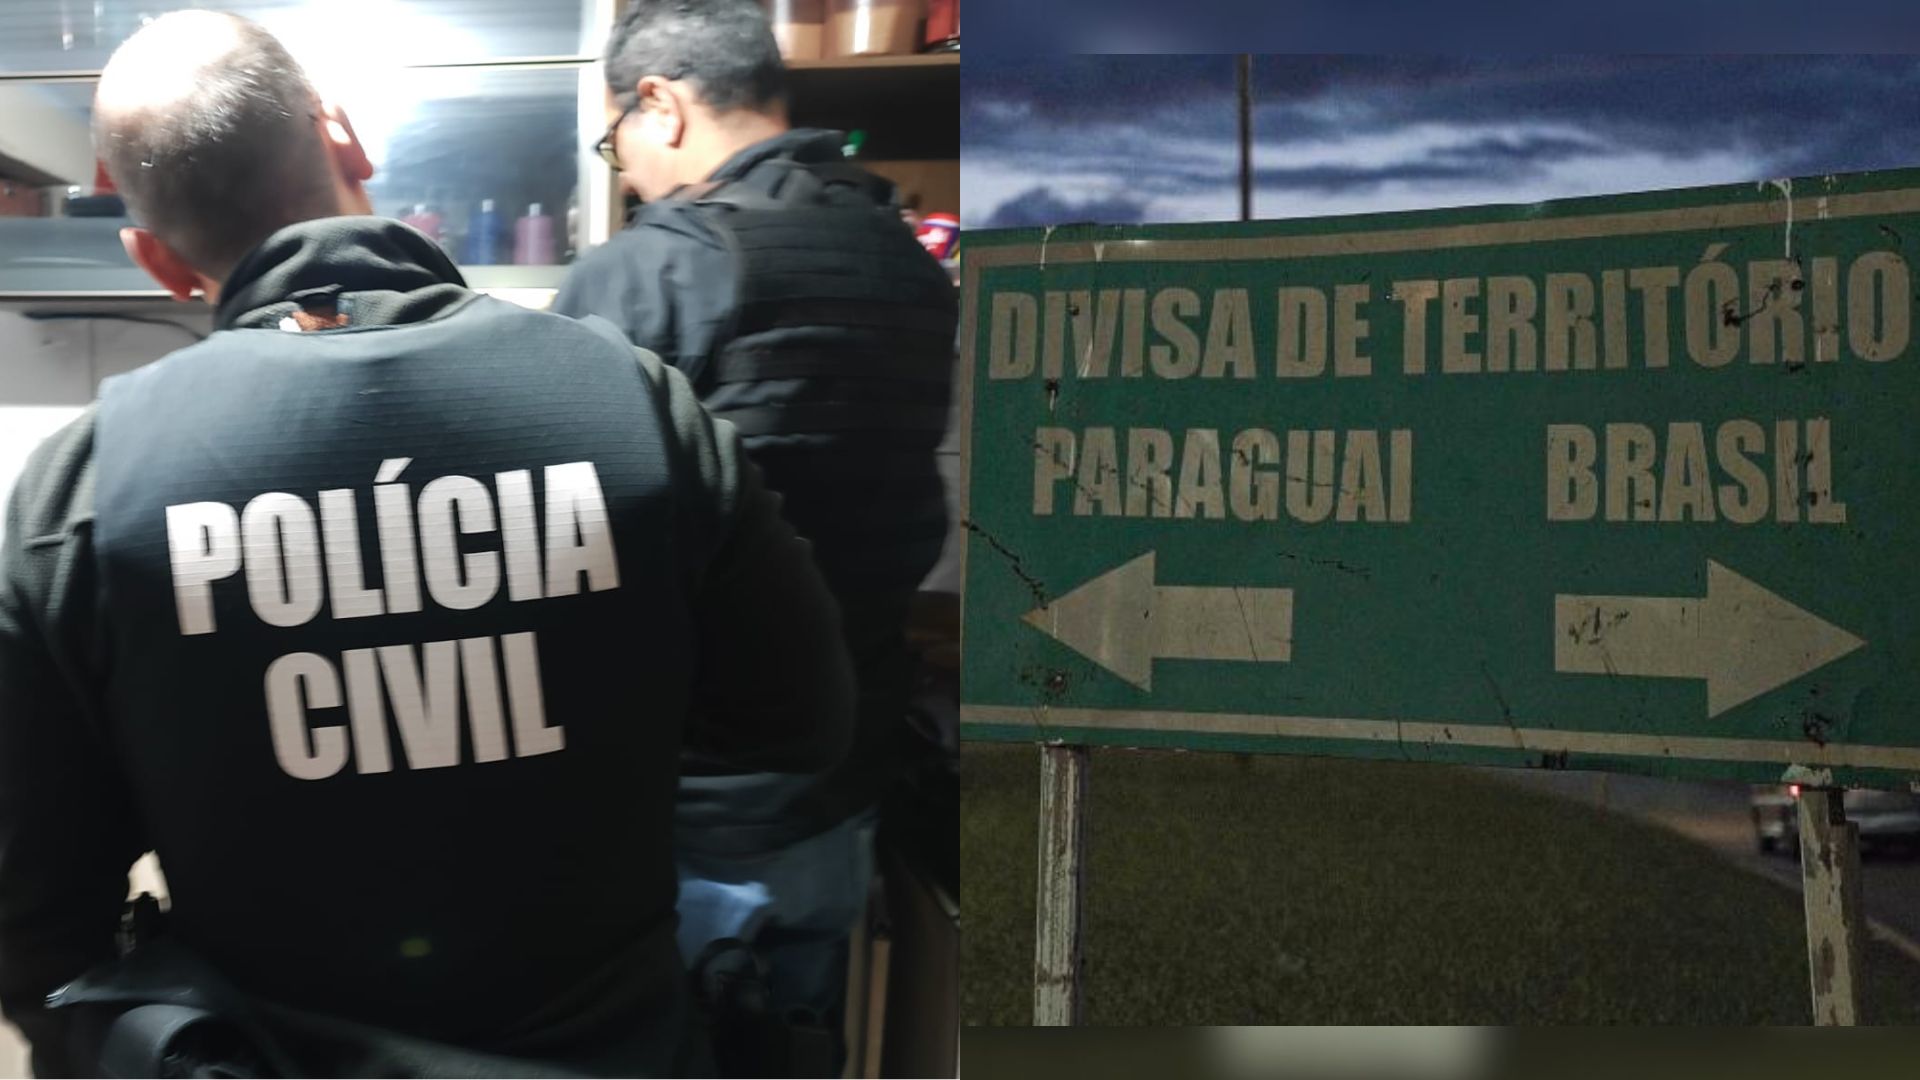 POLÍCIA
CIVIL
DIVISA DE TERRITÓRIO
PARAGUAI BRASIL